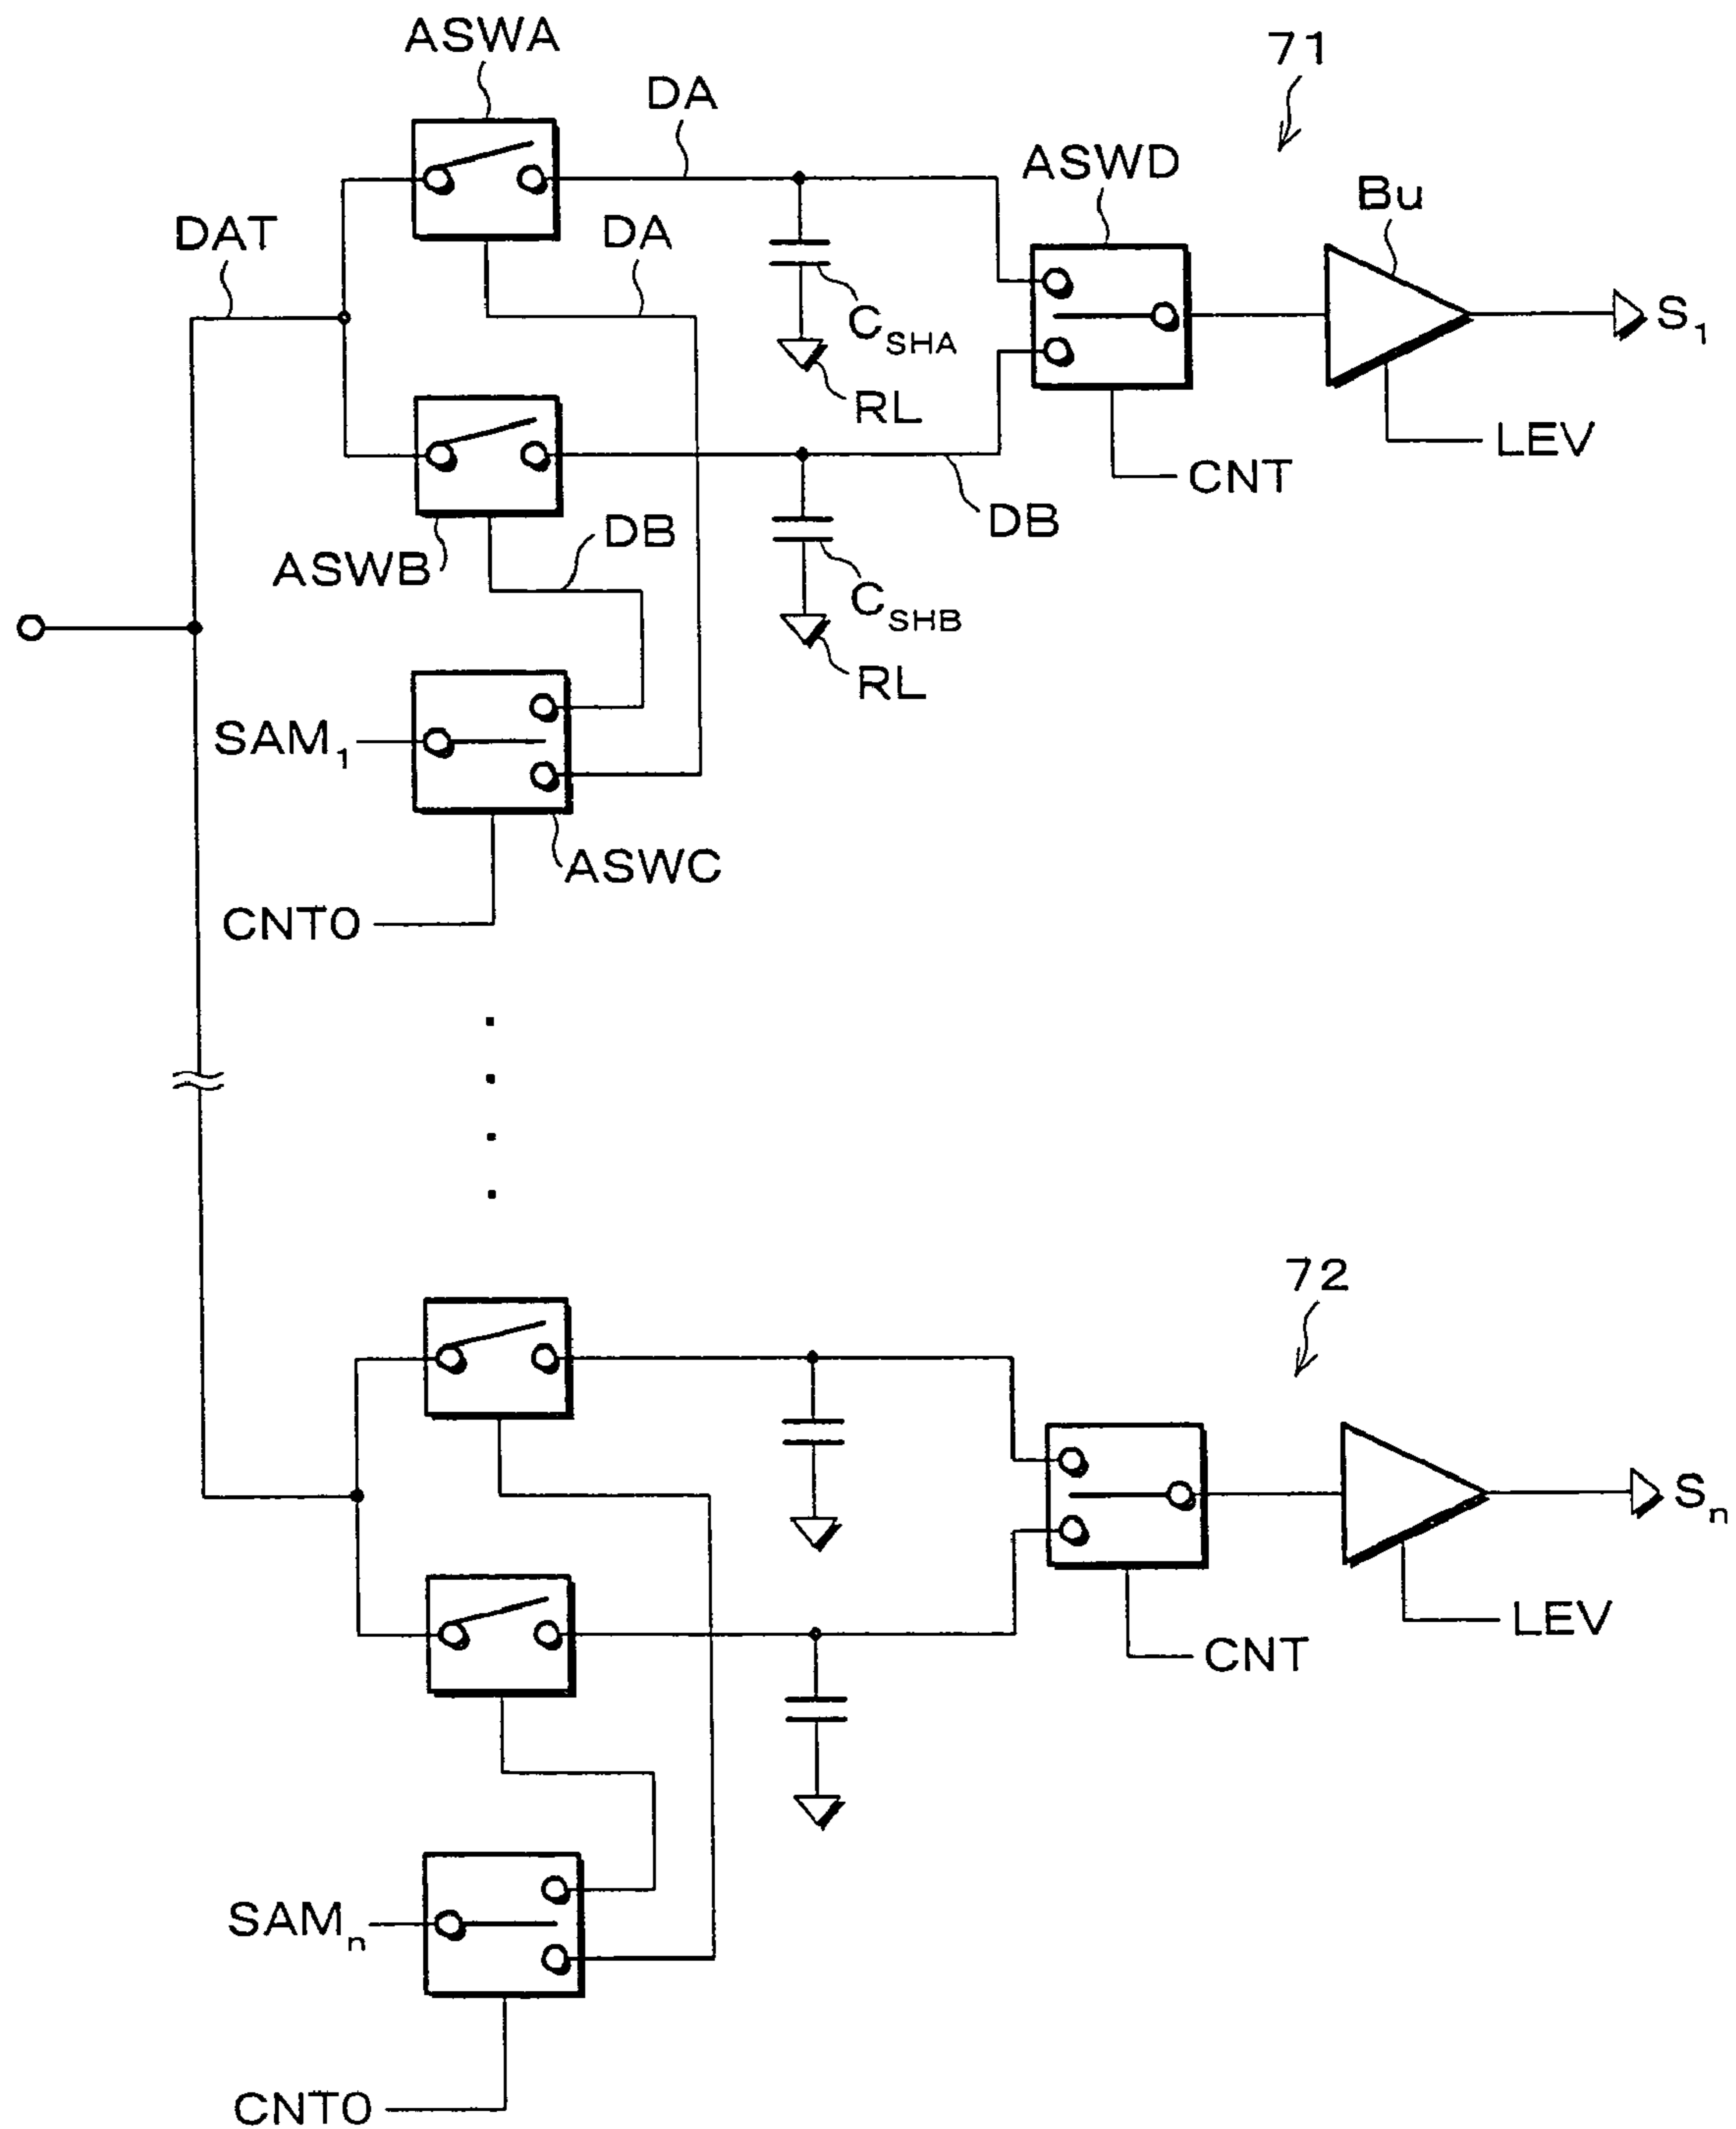 ASWA
71
DA
ASWD
Bu
DAT
DA
S1
CSHA
RL
LEV
CNT
DB
DB
ASWB
CSHB
RL
SAM1
ASWC
CNT0
72
Sn
LEV
CNT
SAMn
CNT0